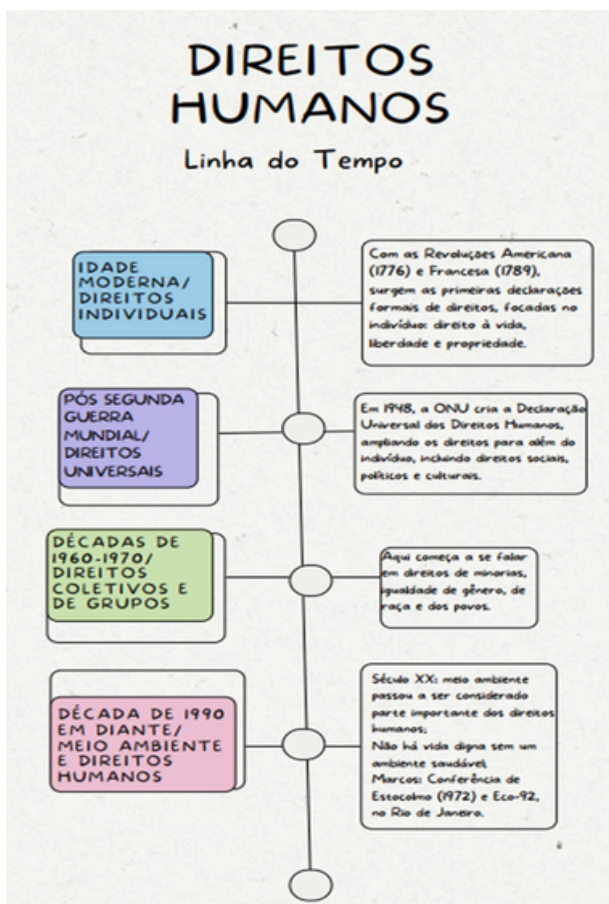 DIREITOS
HUMANOS
Linha do Tempo
IDADE
MODERNA/
DIREITOS
INDIVIDUAIS
Com as Revoluções Americana
(1776) e Francesa (1789),
surgem as primeiras declarações
formais de direitos, focadas no
indivíduo: direito à vida,
liberdade e propriedade.
PÓS SEGUNDA
GUERRA
MUNDIAL/
DIREITOS
UNIVERSAIS
Em 1948, a ONU cria a Declaração
Universal dos Direitos Humanos,
ampliando os direitos para além do
indivíduo, incluindo direitos sociais,
políticos e culturais.
DÉCADAS DE
1960-1970/
DIREITOS
COLETIVOS E
DE GRUPOS
Aqui começa a se falar
em direitos de minorias,
igualdade de gênero, de
raça e dos povos.
DÉCADA DE 1990
EM DIANTE/
MEIO AMBIENTE
E DIREITOS
HUMANOS
Século XX: meio ambiente
passou a ser considerado
parte importante dos direitos
humanos;
Não há vida digna sem um
ambiente saudável;
Marcos: Conferência de
Estocolmo (1972) e Eco-92,
no Rio de Janeiro.